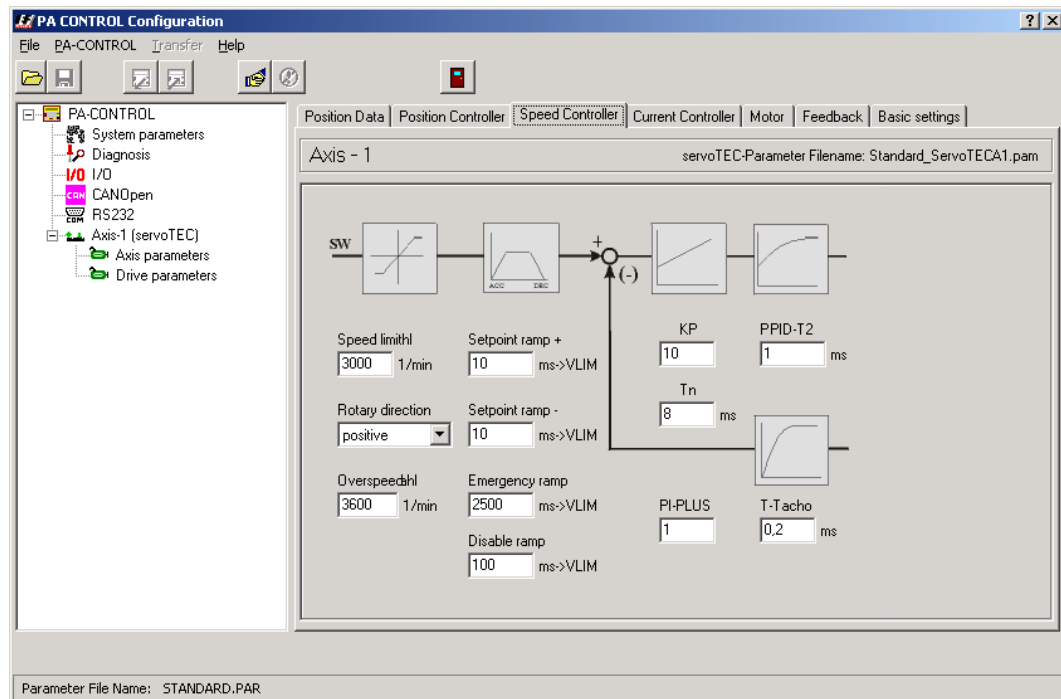 PA CONTROL Configuration
File PA-CONTROL Transfer Help
PA-CONTROL
System parameters
Diagnosis
I/O I/O
CAN CANOpen
COM RS232
Axis-1 (servoTEC)
Axis parameters
Drive parameters
Position Data Position Controller Speed Controller Current Controller Motor Feedback Basic settings
Axis - 1 servoTEC-Parameter Filename: Standard_ServoTECA1.pam
SW
ACC DEC
+
(-)
Speed limithl
3000 1/min
Setpoint ramp +
10 ms->VLIM
KP
10
PPID-T2
1 ms
Rotary direction
positive
Setpoint ramp -
10 ms->VLIM
Tn
8 ms
Overspeedahl
3600 1/min
Emergency ramp
2500 ms->VLIM
PI-PLUS
1
T-Tacho
0,2 ms
Disable ramp
100 ms->VLIM
Parameter File Name: STANDARD.PAR